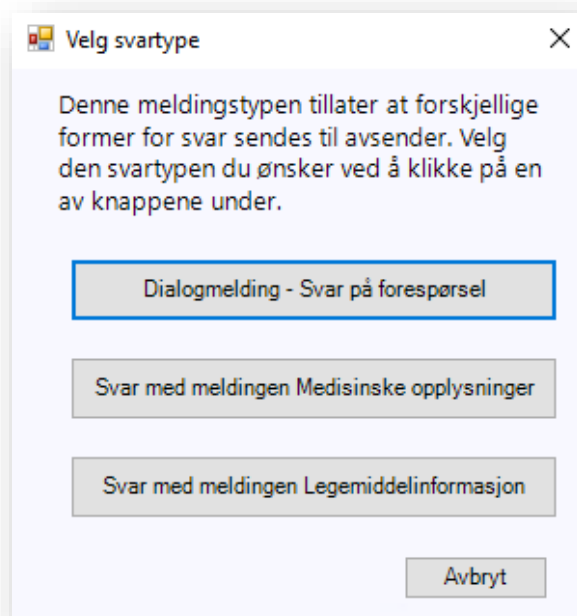 Velg svartype
Denne meldingstypen tillater at forskjellige
former for svar sendes til avsender. Velg
den svartypen du ønsker ved å klikke på en
av knappene under.
Dialogmelding - Svar på forespørsel
Svar med meldingen Medisinske opplysninger
Svar med meldingen Legemiddelinformasjon
Avbryt